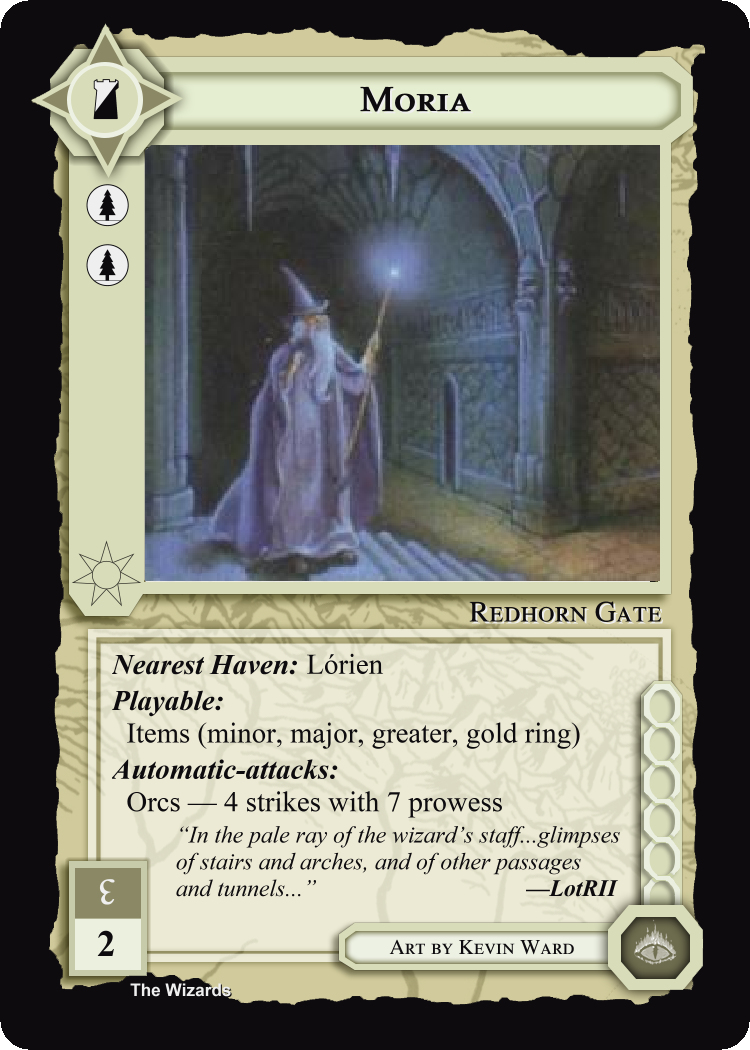 Moria
Redhorn Gate
Nearest Haven: Lórien
Playable:
Items (minor, major, greater, gold ring)
Automatic-attacks:
Orcs — 4 strikes with 7 prowess
“In the pale ray of the wizard’s staff...glimpses
of stairs and arches, and of other passages
and tunnels...” —LotRII
2
Art by Kevin Ward
The Wizards